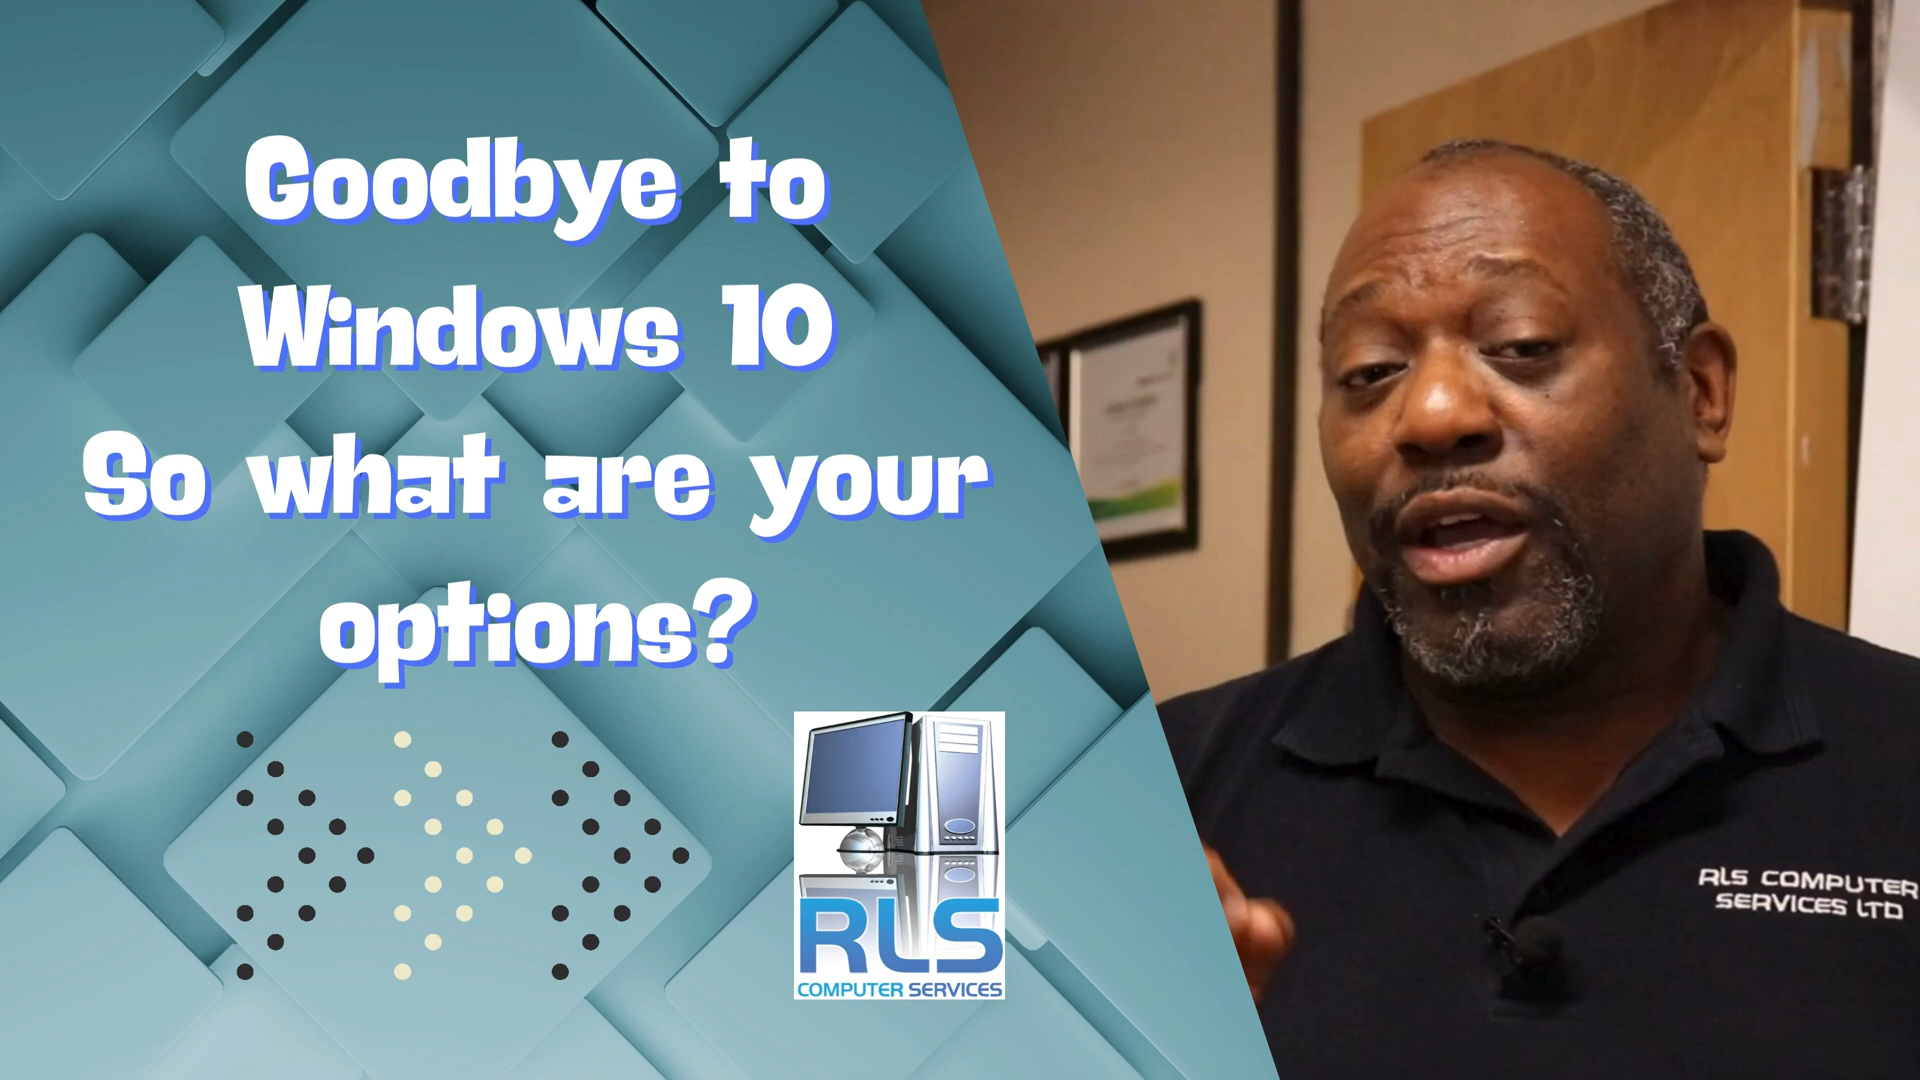 Goodbye to
Windows 10
So what are your
options?
RLS
COMPUTER SERVICES
RLS COMPUTER
SERVICES LTD